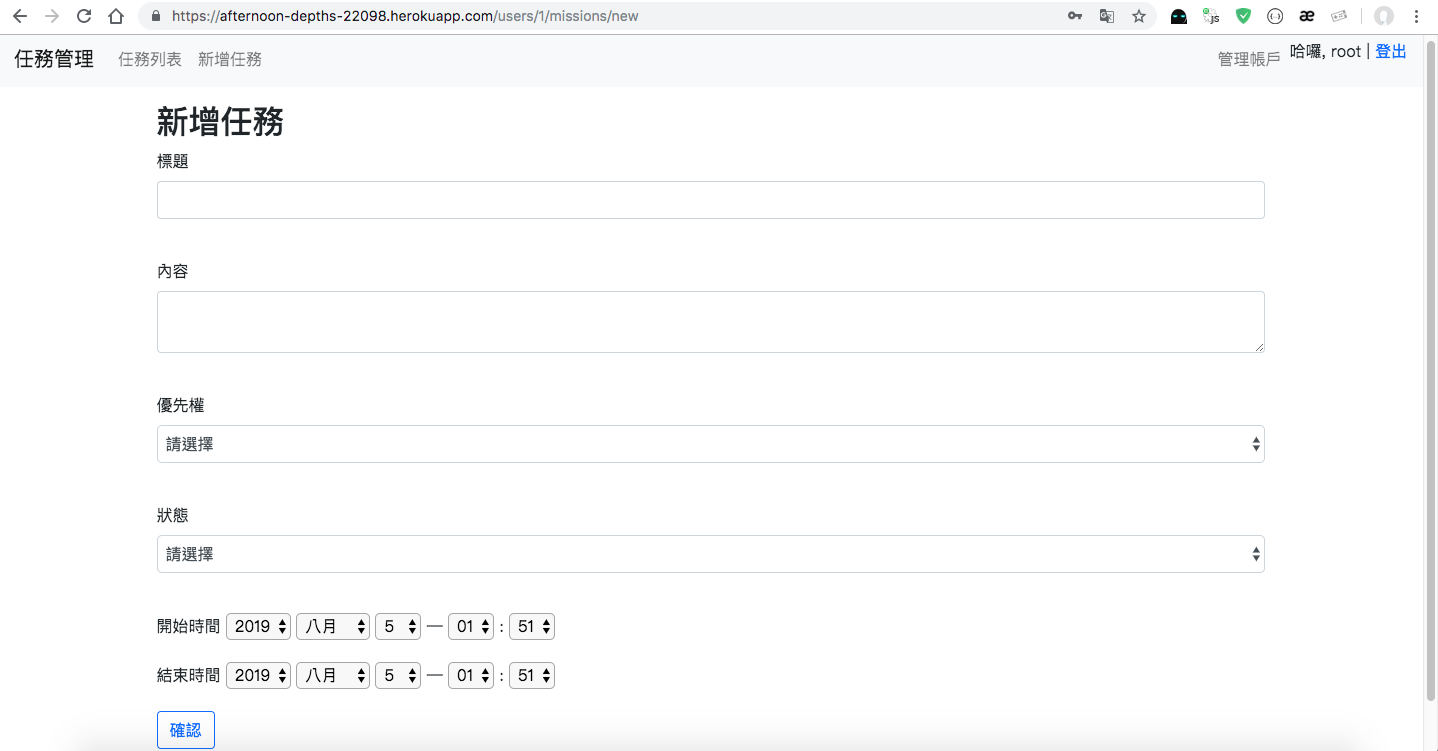 https://afternoon-depths-22098.herokuapp.com/users/1/missions/new
任務管理 任務列表 新增任務 管理帳戶 哈囉, root | 登出
新增任務
標題
內容
優先權
請選擇
狀態
請選擇
開始時間 2019 八月 5 — 01 : 51
結束時間 2019 八月 5 — 01 : 51
確認